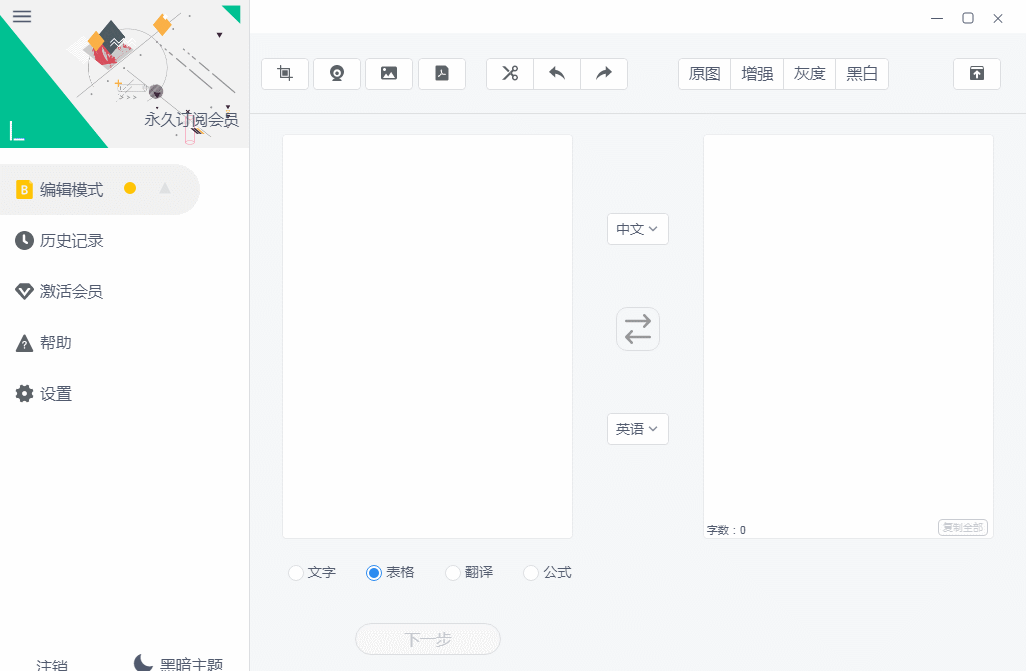 永久订阅会员
编辑模式
历史记录
激活会员
帮助
设置
注销
黑暗主题
原图 增强 灰度 黑白
中文
英语
字数：0
复制全部
文字 表格 翻译 公式
下一步